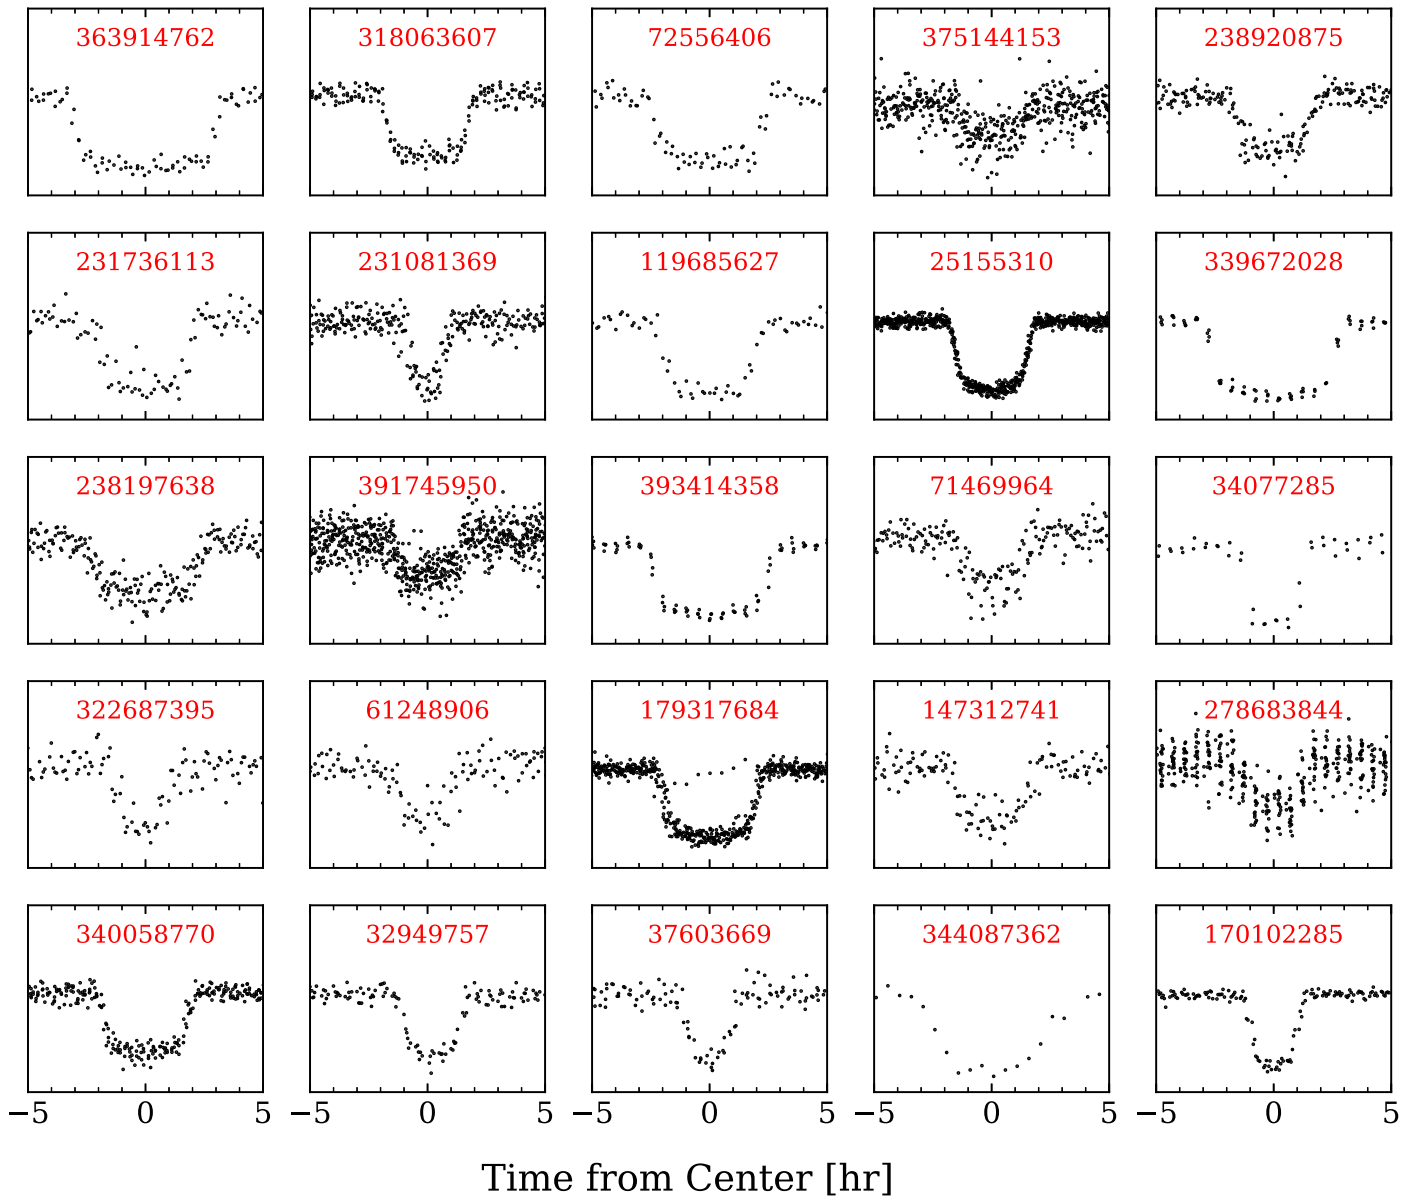 363914762 318063607 72556406 375144153 238920875
231736113 231081369 119685627 25155310 339672028
238197638 391745950 393414358 71469964 34077285
322687395 61248906 179317684 147312741 278683844
340058770 32949757 37603669 344087362 170102285
−5 0 5 −5 0 5 −5 0 5 −5 0 5 −5 0 5
Time from Center [hr]